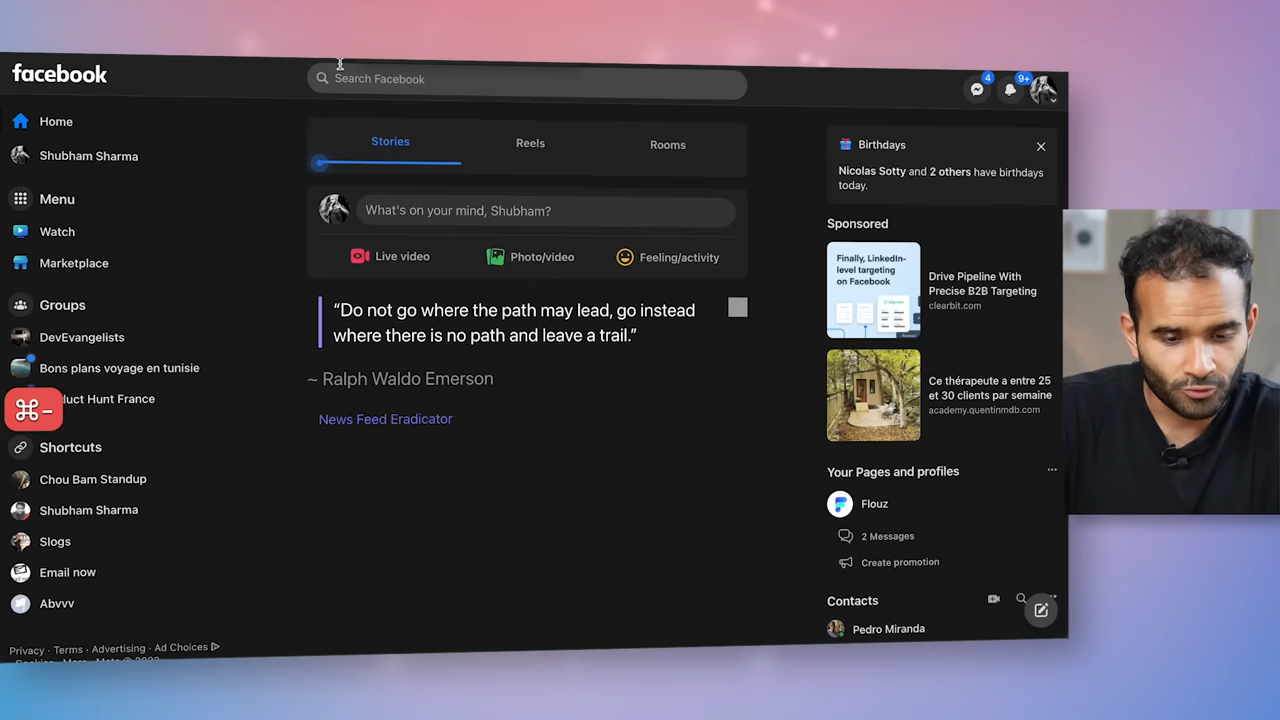 facebook
Search Facebook
4
9+
Home
Shubham Sharma
Menu
Watch
Marketplace
Groups
DevEvangelists
Bons plans voyage en tunisie
duct Hunt France
⌘-
Shortcuts
Chou Bam Standup
Shubham Sharma
Slogs
Email now
Abvvv
Privacy · Terms · Advertising · Ad Choices
Stories
Reels
Rooms
What's on your mind, Shubham?
Live video
Photo/video
Feeling/activity
“Do not go where the path may lead, go instead
where there is no path and leave a trail.”
~ Ralph Waldo Emerson
News Feed Eradicator
Birthdays
Nicolas Sotty and 2 others have birthdays
today.
Sponsored
Finally, LinkedIn-
level targeting
on Facebook
Drive Pipeline With
Precise B2B Targeting
clearbit.com
Ce thérapeute a entre 25
et 30 clients par semaine
academy.quentinmdb.com
Your Pages and profiles
Flouz
2 Messages
Create promotion
Contacts
Pedro Miranda